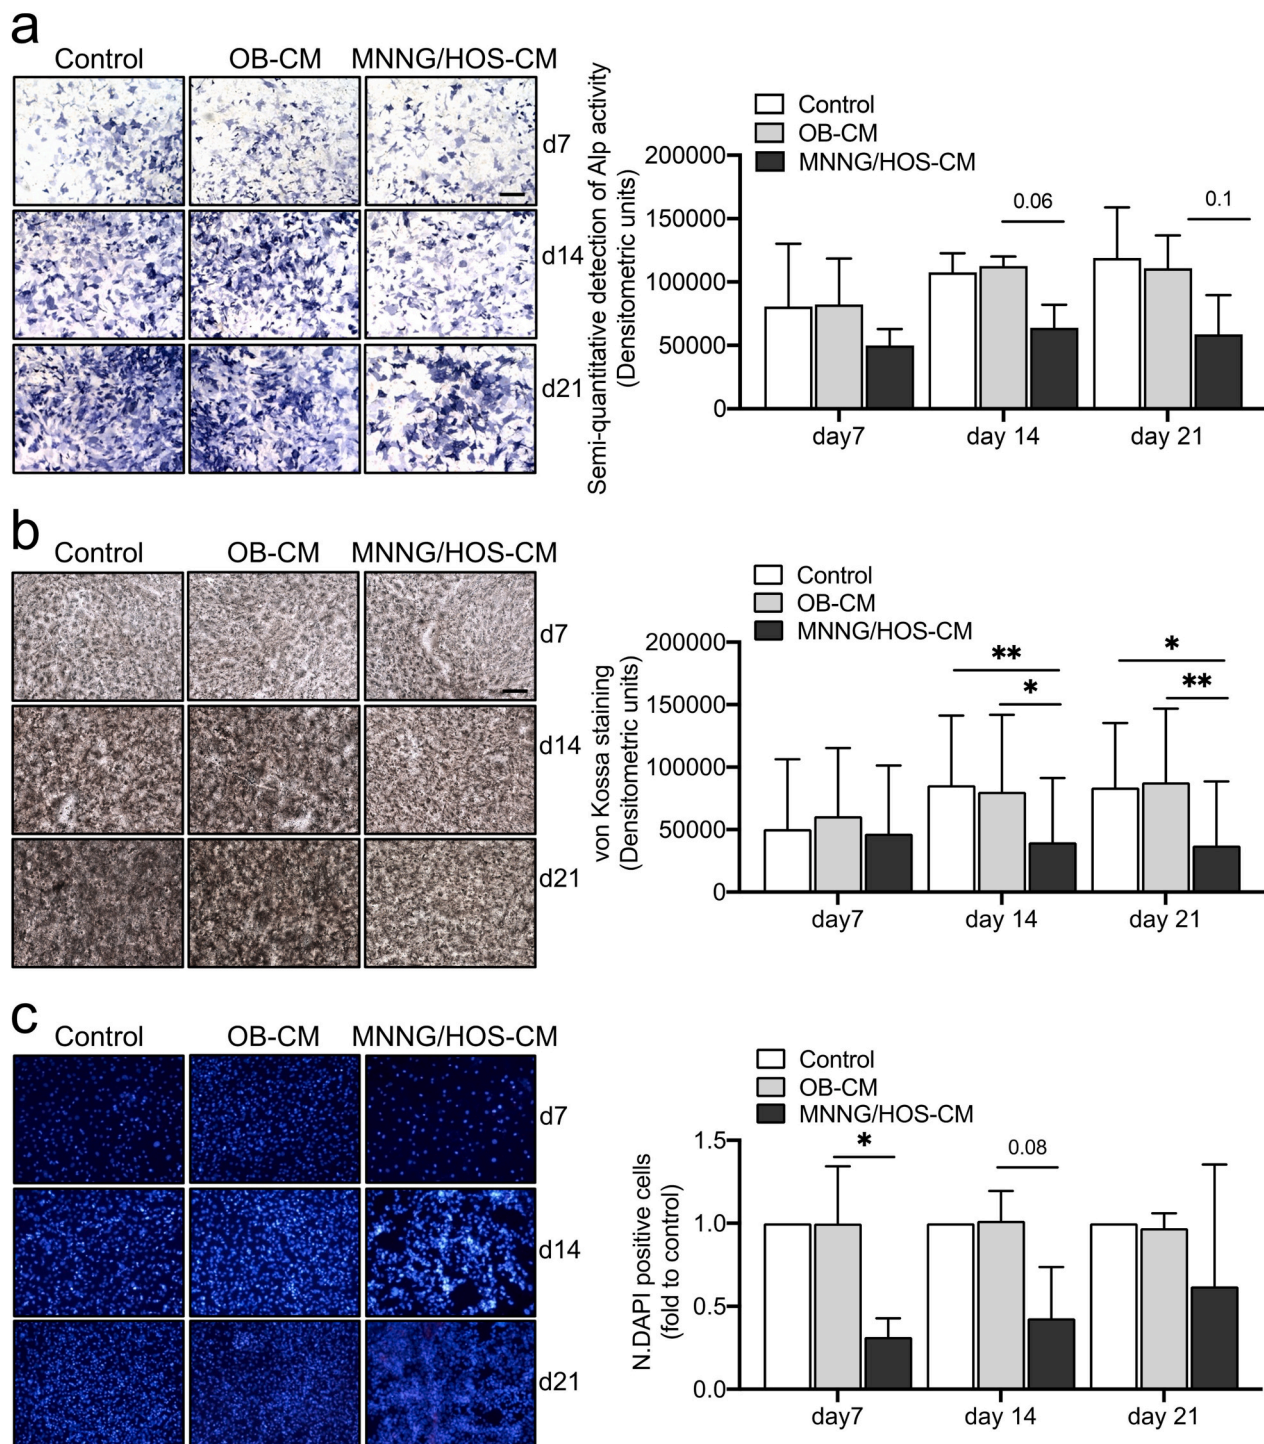 a
Control OB-CM MNNG/HOS-CM
d7
d14
d21
Semi-quantitative detection of Alp activity
(Densitometric units)
Control
OB-CM
MNNG/HOS-CM
200000
150000
100000
50000
0
0.06
0.1
day7 day 14 day 21
b
Control OB-CM MNNG/HOS-CM
d7
d14
d21
von Kossa staining
(Densitometric units)
Control
OB-CM
MNNG/HOS-CM
200000
150000
100000
50000
0
**
*
*
**
day7 day 14 day 21
c
Control OB-CM MNNG/HOS-CM
d7
d14
d21
N.DAPI positive cells
(fold to control)
Control
OB-CM
MNNG/HOS-CM
1.5
1.0
0.5
0.0
*
0.08
day7 day 14 day 21